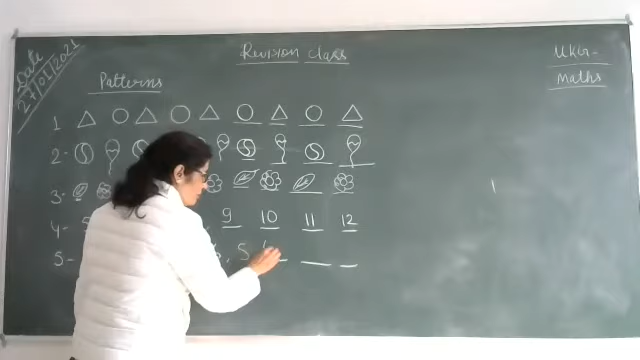 Date
27/01/2021
Revision class
UKG-
Maths
Patterns
1
2-
3-
4- 9 10 11 12
5- , 5